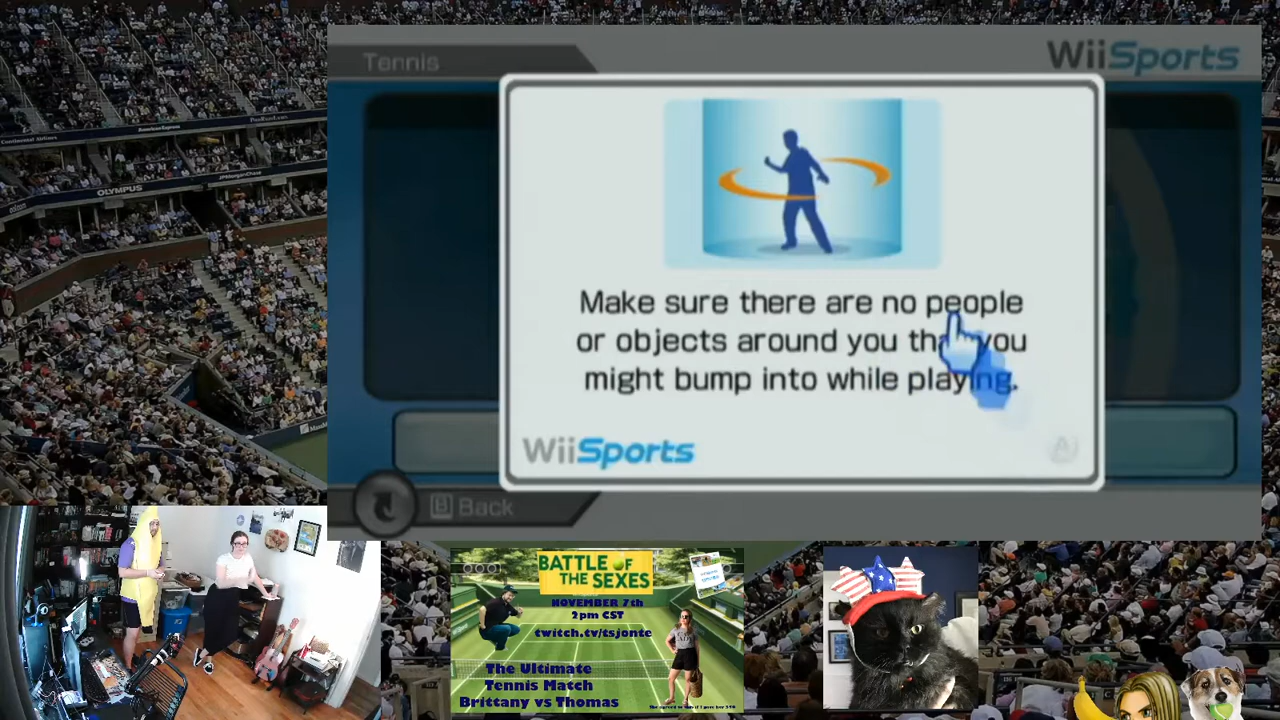 Tennis
WiiSports
Make sure there are no people
or objects around you that you
might bump into while playing.
WiiSports
A
B Back
OLYMPUS
BATTLE OF
THE SEXES
NOVEMBER 7th
2pm CST
twitch.tv/tsjonte
The Ultimate
Tennis Match
Brittany vs Thomas